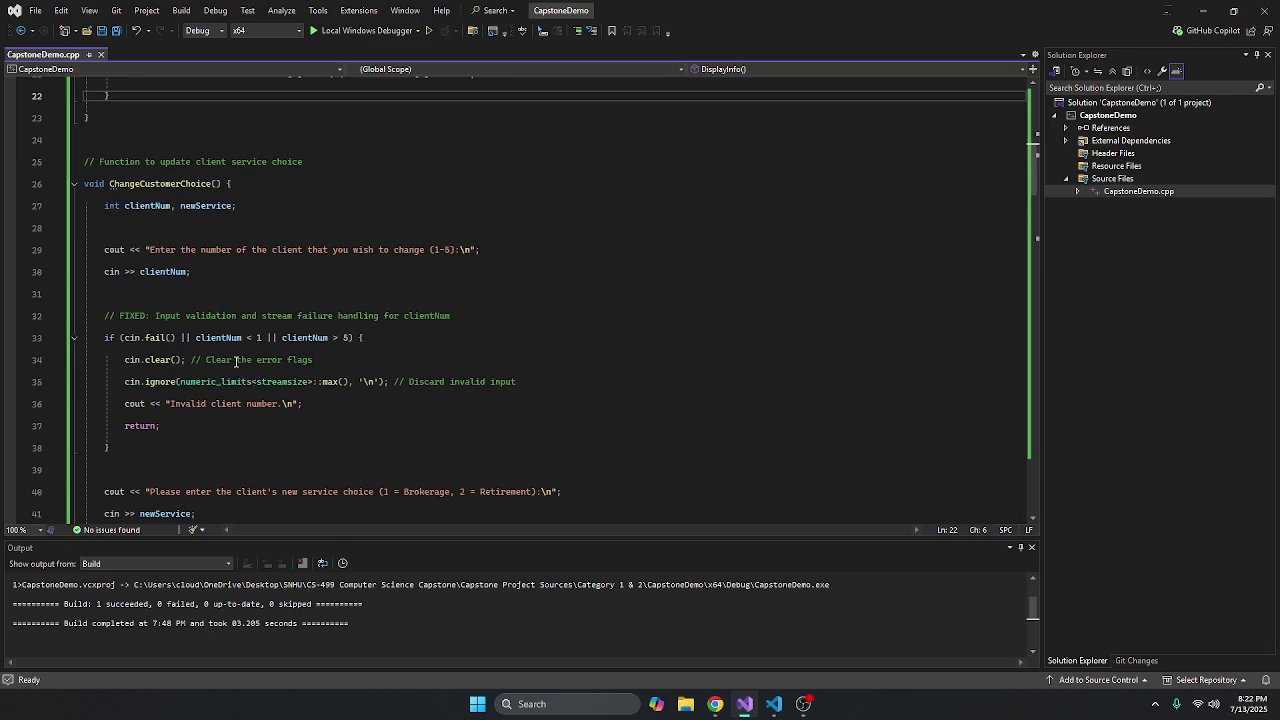 File Edit View Git Project Build Debug Test Analyze Tools Extensions Window Help Search CapstoneDemo
Debug x64 Local Windows Debugger GitHub Copilot
CapstoneDemo.cpp
CapstoneDemo (Global Scope) DisplayInfo()
22 }
23 }
24
25 // Function to update client service choice
26 void ChangeCustomerChoice() {
27 int clientNum, newService;
28
29 cout << "Enter the number of the client that you wish to change (1-5):\n";
30 cin >> clientNum;
31
32 // FIXED: Input validation and stream failure handling for clientNum
33 if (cin.fail() || clientNum < 1 || clientNum > 5) {
34 cin.clear(); // Clear the error flags
35 cin.ignore(numeric_limits<streamsize>::max(), '\n'); // Discard invalid input
36 cout << "Invalid client number.\n";
37 return;
38 }
39
40 cout << "Please enter the client's new service choice (1 = Brokerage, 2 = Retirement):\n";
41 cin >> newService;
100 % No issues found Ln: 22 Ch: 6 SPC LF
Output
Show output from: Build
1>CapstoneDemo.vcxproj -> C:\Users\c1oud\OneDrive\Desktop\SNHU\CS-499 Computer Science Capstone\Capstone Project Sources\Category 1 & 2\CapstoneDemo\x64\Debug\CapstoneDemo.exe
========== Build: 1 succeeded, 0 failed, 0 up-to-date, 0 skipped ==========
========== Build completed at 7:48 PM and took 03.205 seconds ==========
Solution Explorer
Search Solution Explorer (Ctrl+;)
Solution 'CapstoneDemo' (1 of 1 project)
CapstoneDemo
References
External Dependencies
Header Files
Resource Files
Source Files
CapstoneDemo.cpp
Solution Explorer Git Changes
Ready Add to Source Control Select Repository
Search
8:22 PM
7/13/2025